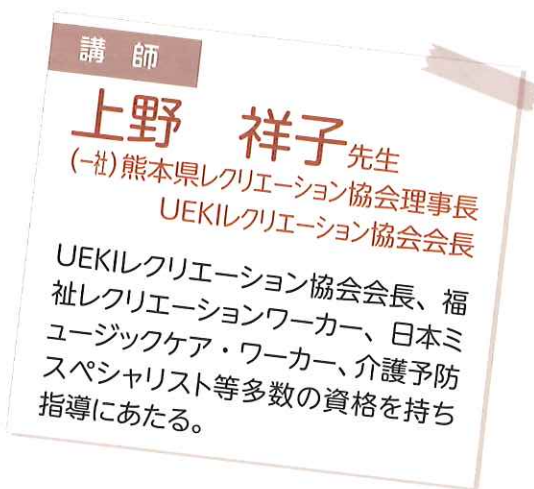 講 師
上野 祥子先生
(一社)熊本県レクリエーション協会理事長
UEKIレクリエーション協会会長
UEKIレクリエーション協会会長、福
祉レクリエーションワーカー、日本ミ
ュージックケア・ワーカー、介護予防
スペシャリスト等多数の資格を持ち
指導にあたる。